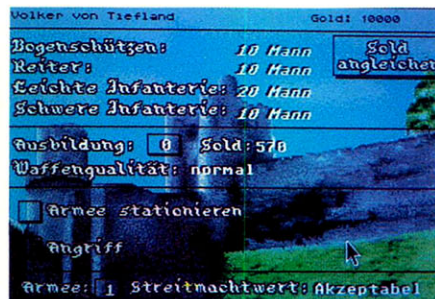 Volker von Tiefland Gold: 10000
Bogenschützen: 10 Mann
Sold angleichen
Reiter: 10 Mann
Leichte Infanterie: 20 Mann
Schwere Infanterie: 10 Mann
Ausbildung: 0 Sold: 570
Waffenqualität: normal
Armee stationieren
Angriff
Armee: 1 Streitmachtwert: Akzeptabel